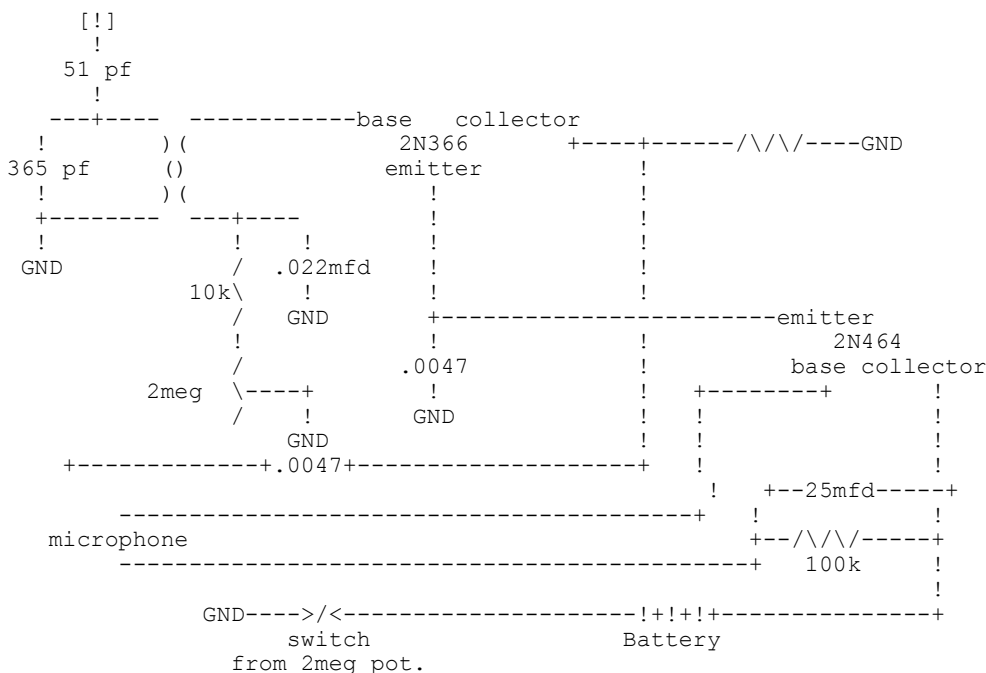 [!]
!
51 pf
!
---+---- ------------base collector
! )( 2N366 +----+------/\/\/----GND
365 pf () emitter !
! )( ! !
+-------- ---+---- ! !
! ! ! ! !
GND / .022mfd ! !
10k\ ! ! !
/ GND +------------------------------emitter
! ! ! 2N464
/ .0047 ! base collector
2meg \----+ ! ! +--------+ !
/ ! GND ! ! !
GND ! ! !
+-------------+.0047+--------------------+ ! !
! +--25mfd-----+
------------------------------------------+ ! !
microphone +--/\/\/-----+
----------------------------------------------+ 100k !
!
GND---->/<---------------------!+!+!+---------------+
switch Battery
from 2meg pot.